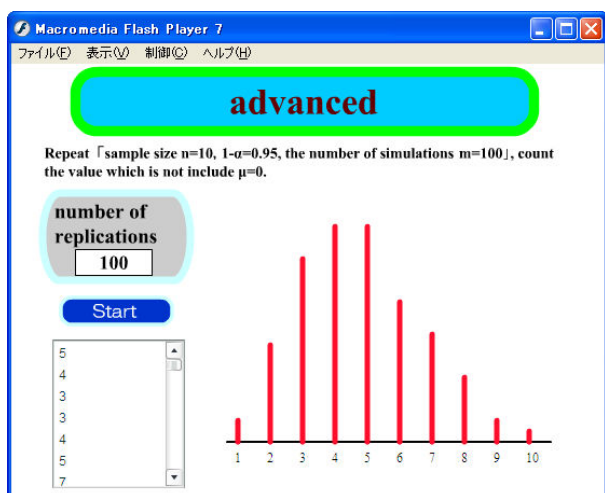 Macromedia Flash Player 7
ファイル(F) 表示(V) 制御(C) ヘルプ(H)
advanced
Repeat「sample size n=10, 1-α=0.95, the number of simulations m=100」, count
the value which is not include μ=0.
number of
replications
100
Start
5
4
3
3
4
5
7
1 2 3 4 5 6 7 8 9 10